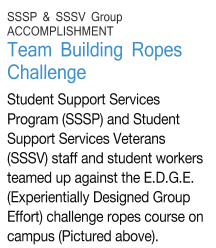 SSSP & SSSV Group
ACCOMPLISHMENT
Team Building Ropes
Challenge
Student Support Services
Program (SSSP) and Student
Support Services Veterans
(SSSV) staff and student workers
teamed up against the E.D.G.E.
(Experientially Designed Group
Effort) challenge ropes course on
campus (Pictured above).